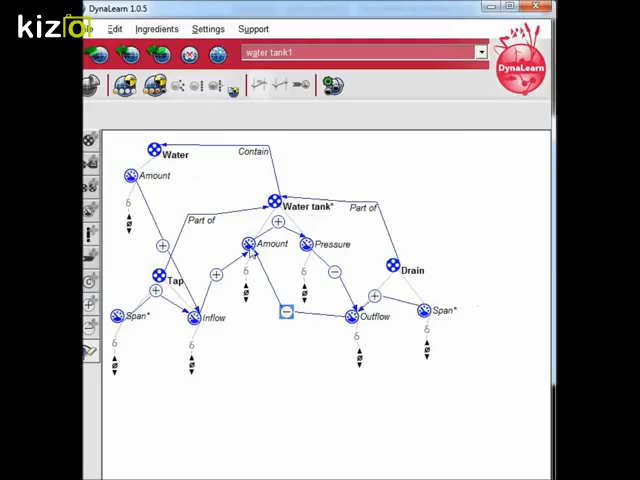 DynaLearn 1.0.5
kizoa
Edit Ingredients Settings Support
water tank1
DynaLearn
Water
Contain
Amount
Part of
Water tank*
Part of
Amount
Pressure
Tap
Drain
Span*
Inflow
Outflow
Span*